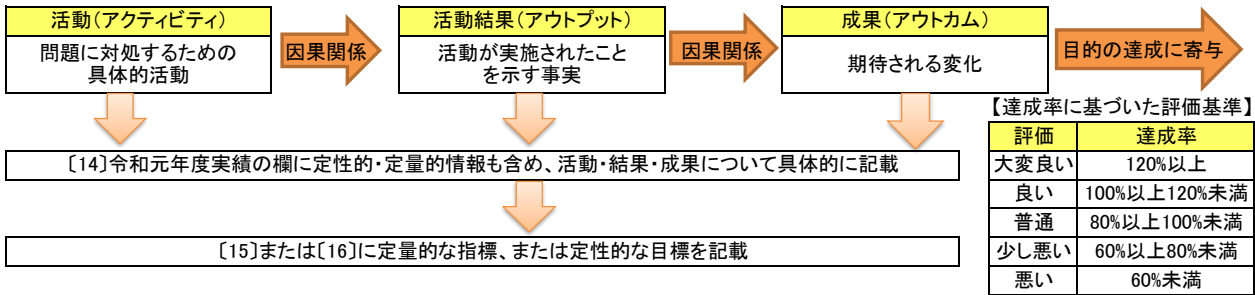 活動(アクティビティ)
問題に対処するための
具体的活動
因果関係
活動結果(アウトプット)
活動が実施されたこと
を示す事実
因果関係
成果(アウトカム)
期待される変化
目的の達成に寄与
〔14〕令和元年度実績の欄に定性的・定量的情報も含め、活動・結果・成果について具体的に記載
〔15〕または〔16〕に定量的な指標、または定性的な目標を記載
【達成率に基づいた評価基準】
評価 達成率
大変良い 120%以上
良い 100%以上120%未満
普通 80%以上100%未満
少し悪い 60%以上80%未満
悪い 60%未満